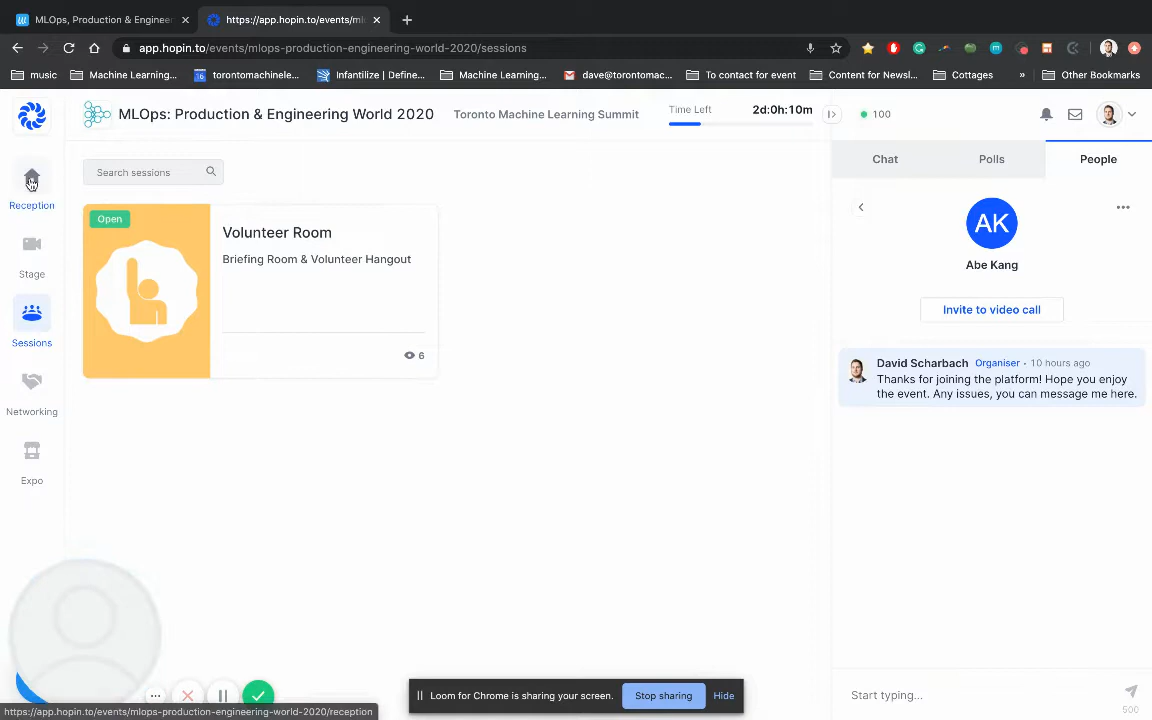 MLOps, Production & Enginee
https://app.hopin.to/events/ml
app.hopin.to/events/mlops-production-engineering-world-2020/sessions
music
Machine Learning...
16
torontomachinele...
Infantilize | Define...
Machine Learning...
dave@torontomac...
To contact for event
Content for Newsl...
Cottages
»
Other Bookmarks
MLOps: Production & Engineering World 2020
Toronto Machine Learning Summit
Time Left
2d:0h:10m
100
Reception
Stage
Sessions
Networking
Expo
Search sessions
Open
Volunteer Room
Briefing Room & Volunteer Hangout
6
Chat
Polls
People
AK
Abe Kang
Invite to video call
David Scharbach Organiser • 10 hours ago
Thanks for joining the platform! Hope you enjoy
the event. Any issues, you can message me here.
Start typing...
500
Loom for Chrome is sharing your screen.
Stop sharing
Hide
https://app.hopin.to/events/mlops-production-engineering-world-2020/reception